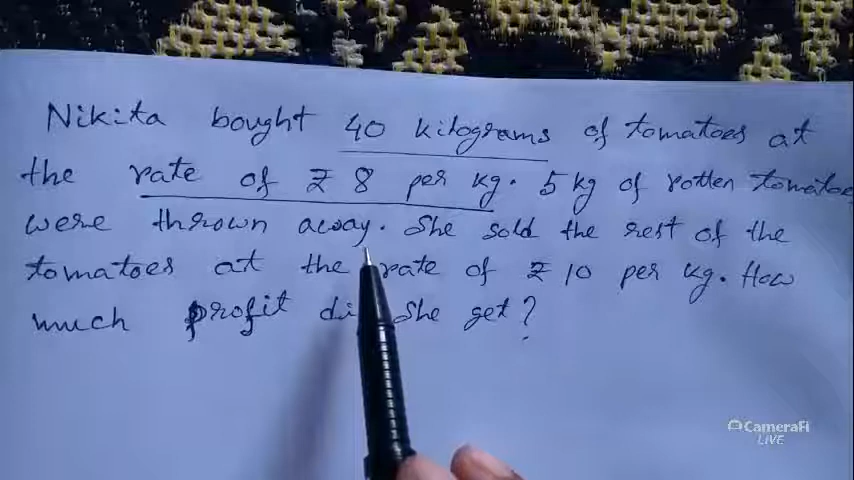 Nikita bought 40 kilograms of tomatoes at
the rate of ₹ 8 per kg. 5 kg of rotten tomatoe
were thrown away. She sold the rest of the
tomatoes at the rate of ₹ 10 per kg. How
much profit di she get?
CameraFi
LIVE